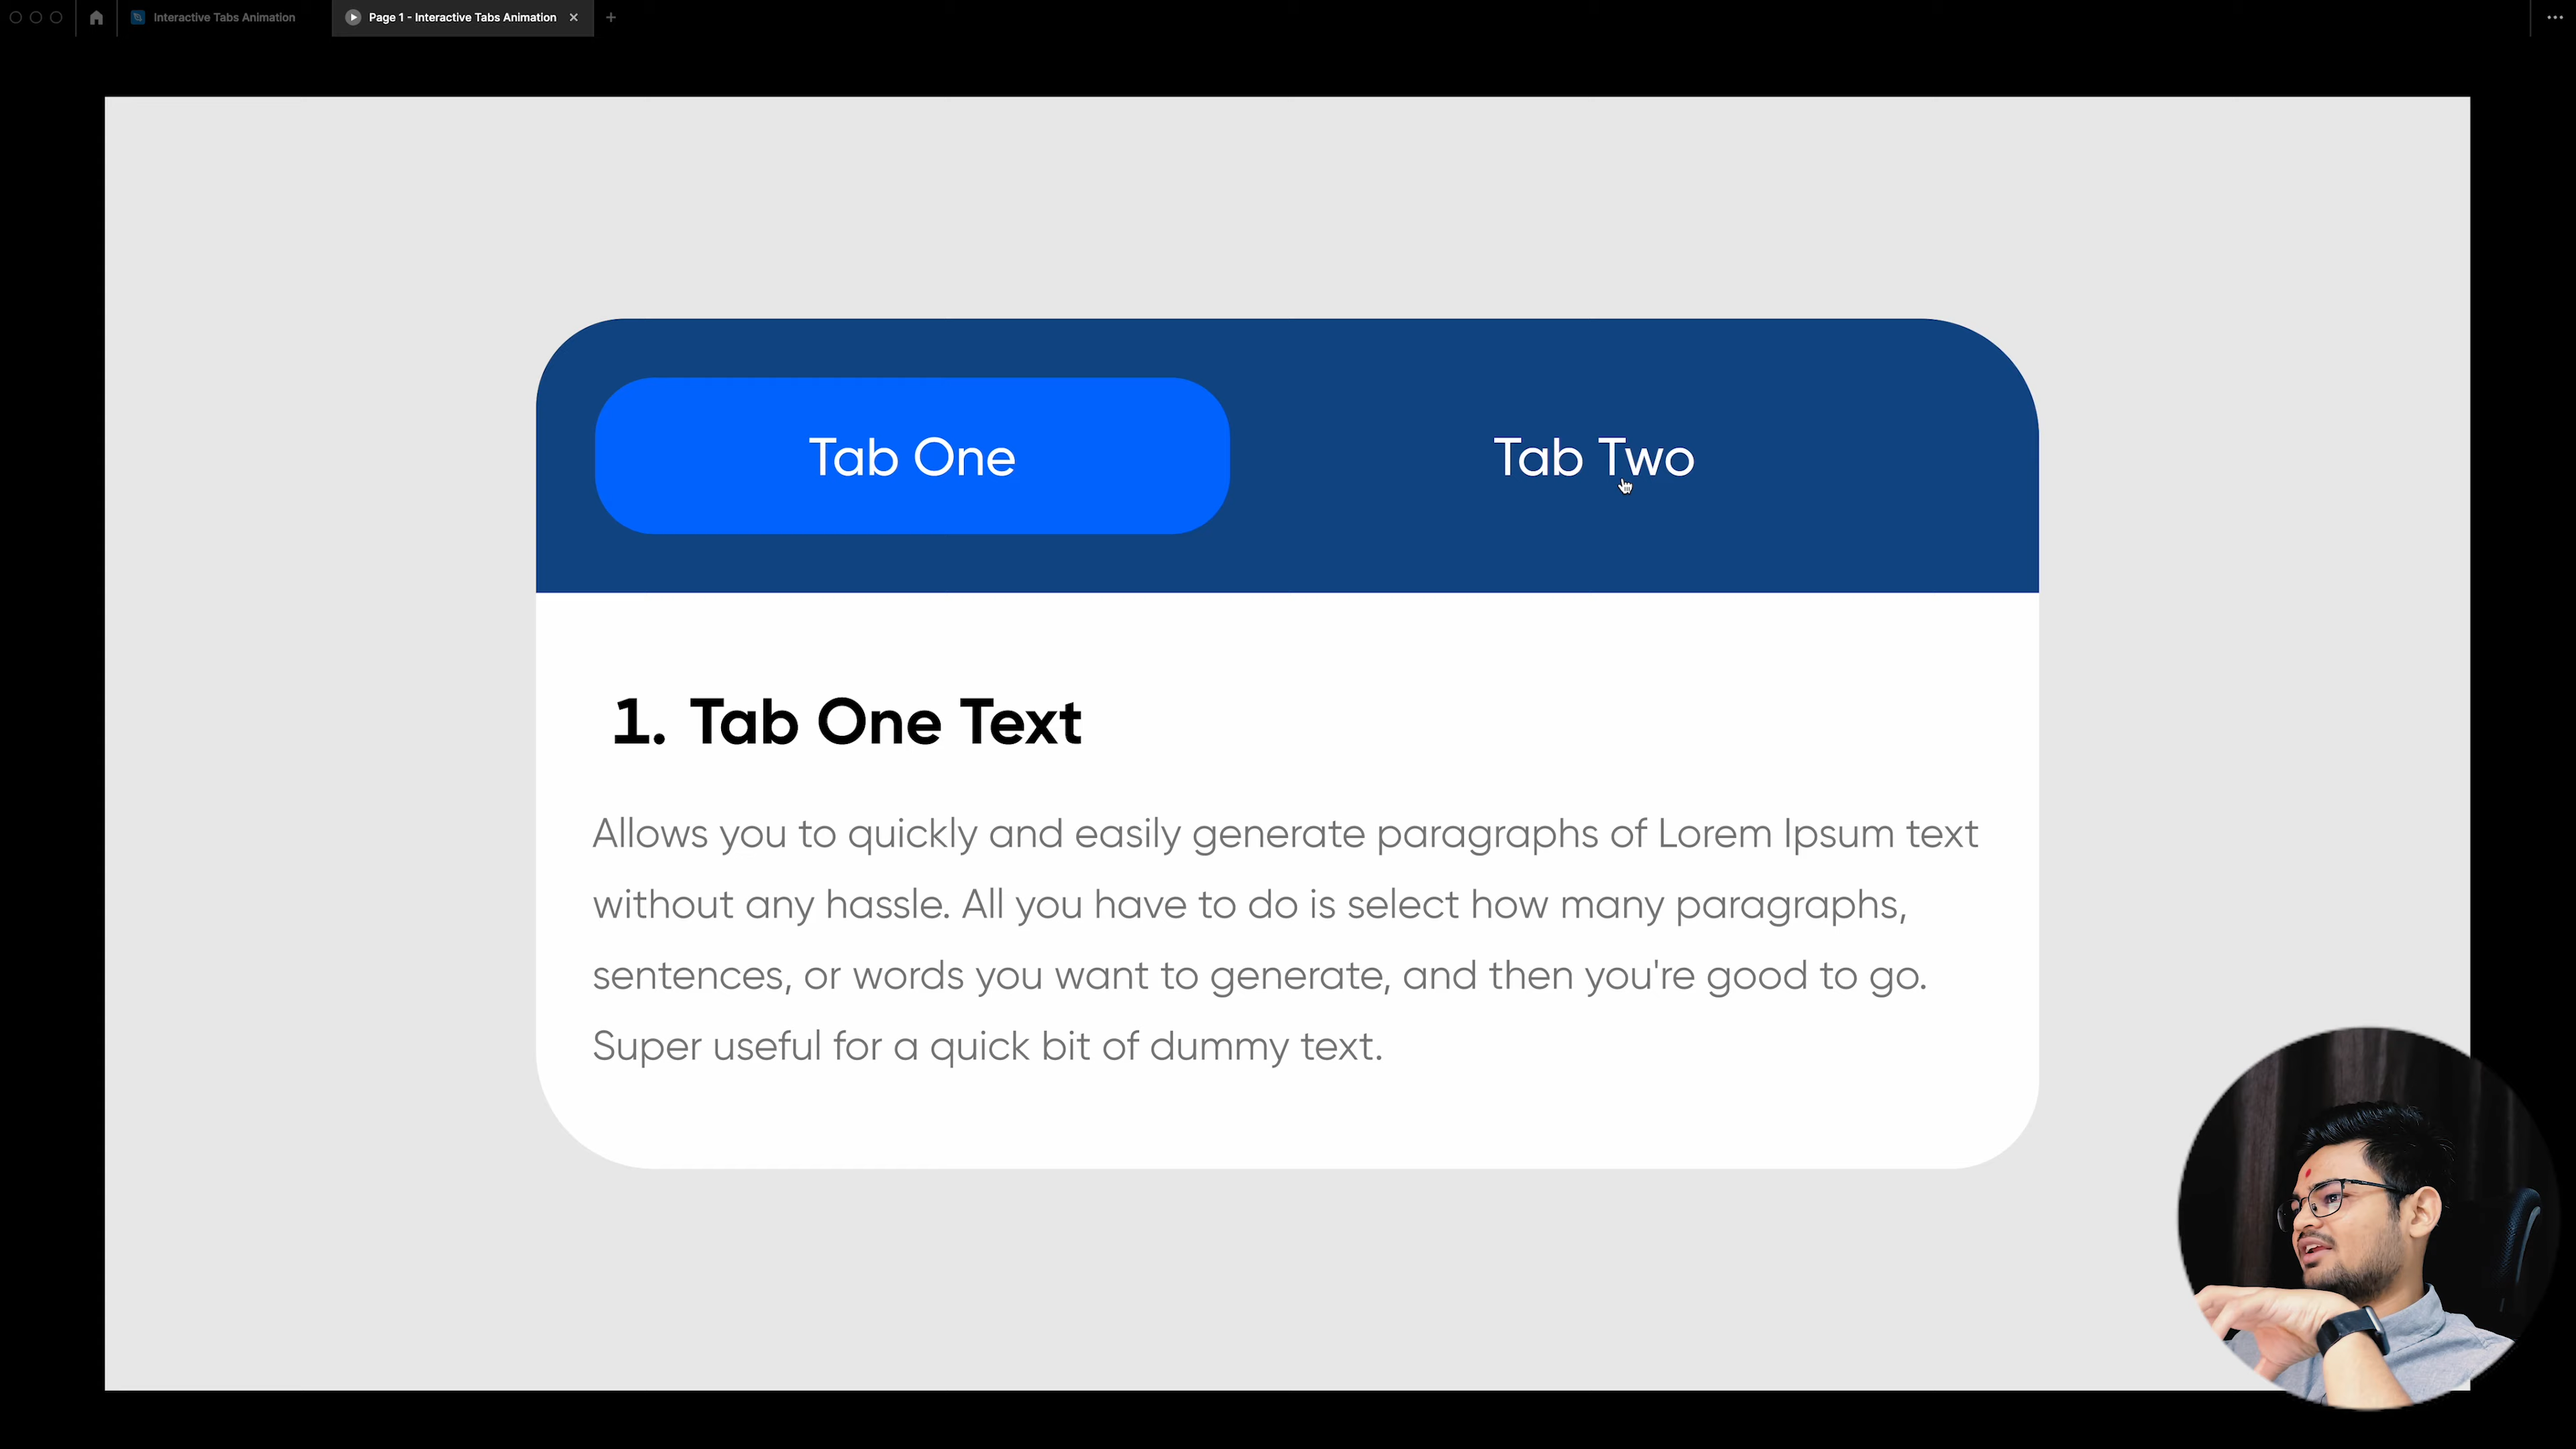 Interactive Tabs Animation
Page 1 - Interactive Tabs Animation
Tab One
Tab Two
1. Tab One Text
Allows you to quickly and easily generate paragraphs of Lorem Ipsum text
without any hassle. All you have to do is select how many paragraphs,
sentences, or words you want to generate, and then you're good to go.
Super useful for a quick bit of dummy text.